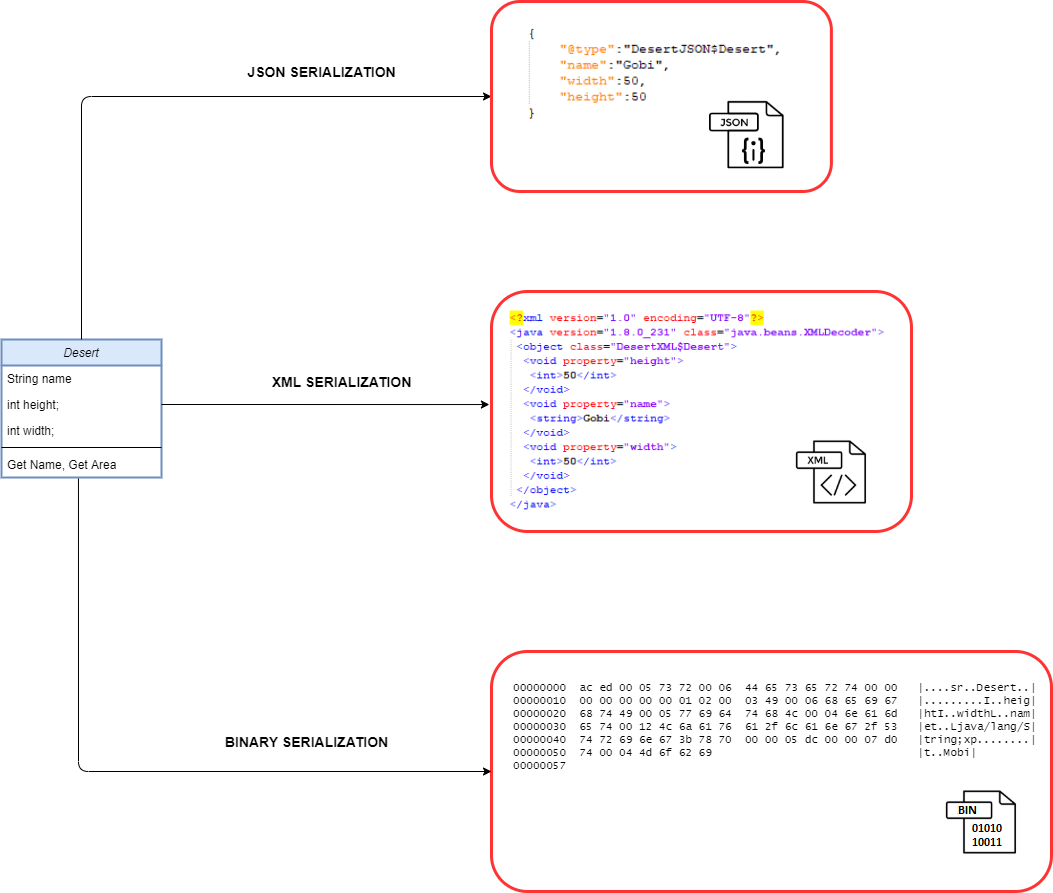 JSON SERIALIZATION
{
"@type":"DesertJSON$Desert",
"name":"Gobi",
"width":50,
"height":50
}
JSON
{i}
Desert
String name
int height;
int width;
Get Name, Get Area
XML SERIALIZATION
<?xml version="1.0" encoding="UTF-8"?>
<java version="1.8.0_231" class="java.beans.XMLDecoder">
<object class="DesertXML$Desert">
<void property="height">
<int>50</int>
</void>
<void property="name">
<string>Gobi</string>
</void>
<void property="width">
<int>50</int>
</void>
</object>
</java>
XML
</>
BINARY SERIALIZATION
00000000  ac ed 00 05 73 72 00 06  44 65 73 65 72 74 00 00  |....sr..Desert..|
00000010  00 00 00 00 00 01 02 00  03 49 00 06 68 65 69 67  |.........I..heig|
00000020  68 74 49 00 05 77 69 64  74 68 4c 00 04 6e 61 6d  |htI..widthL..nam|
00000030  65 74 00 12 4c 6a 61 76  61 2f 6c 61 6e 67 2f 53  |et..Ljava/lang/S|
00000040  74 72 69 6e 67 3b 78 70  00 00 05 dc 00 00 07 d0  |tring;xp........|
00000050  74 00 04 4d 6f 62 69  |t..Mobi|
00000057
BIN
01010
10011